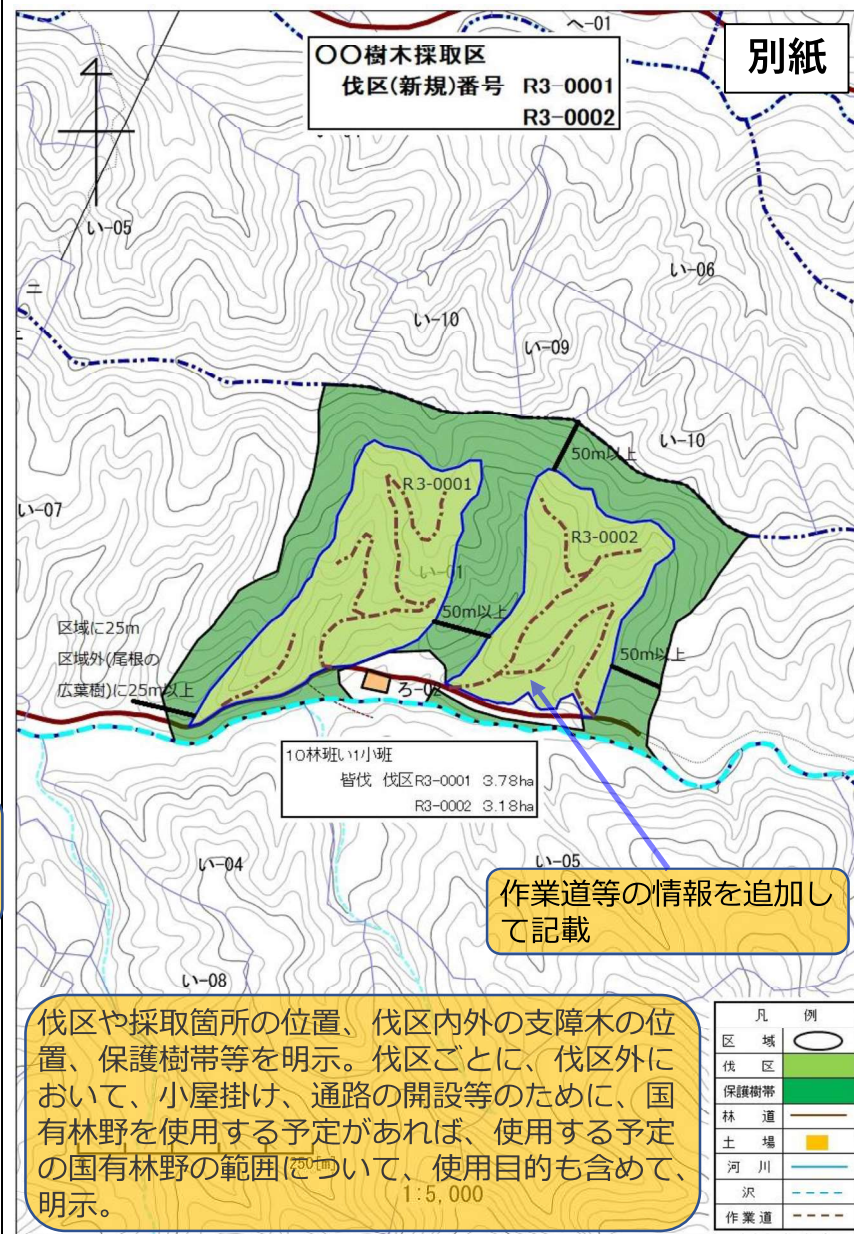 へ-01
別紙
〇〇樹木採取区
伐区(新規)番号 R3-0001
R3-0002
い-05
い-06
ニ
い-10
い-09
い-10
50m以上
い-07
R3-0001
R3-0002
い-01
50m以上
50m以上
区域に25m
区域外(尾根の
広葉樹)に25m以上
ろ-02
10林班い1小班
皆伐 伐区R3-0001 3.78ha
R3-0002 3.18ha
い-04
い-05
作業道等の情報を追加し
て記載
い-08
伐区や採取箇所の位置、伐区内外の支障木の位
置、保護樹帯等を明示。伐区ごとに、伐区外に
おいて、小屋掛け、通路の開設等のために、国
有林野を使用する予定があれば、使用する予定
の国有林野の範囲について、使用目的も含めて、
明示。
250[m]
1:5,000
凡 例
区 域
伐 区
保護樹帯
林 道
土 場
河 川
沢
作業道